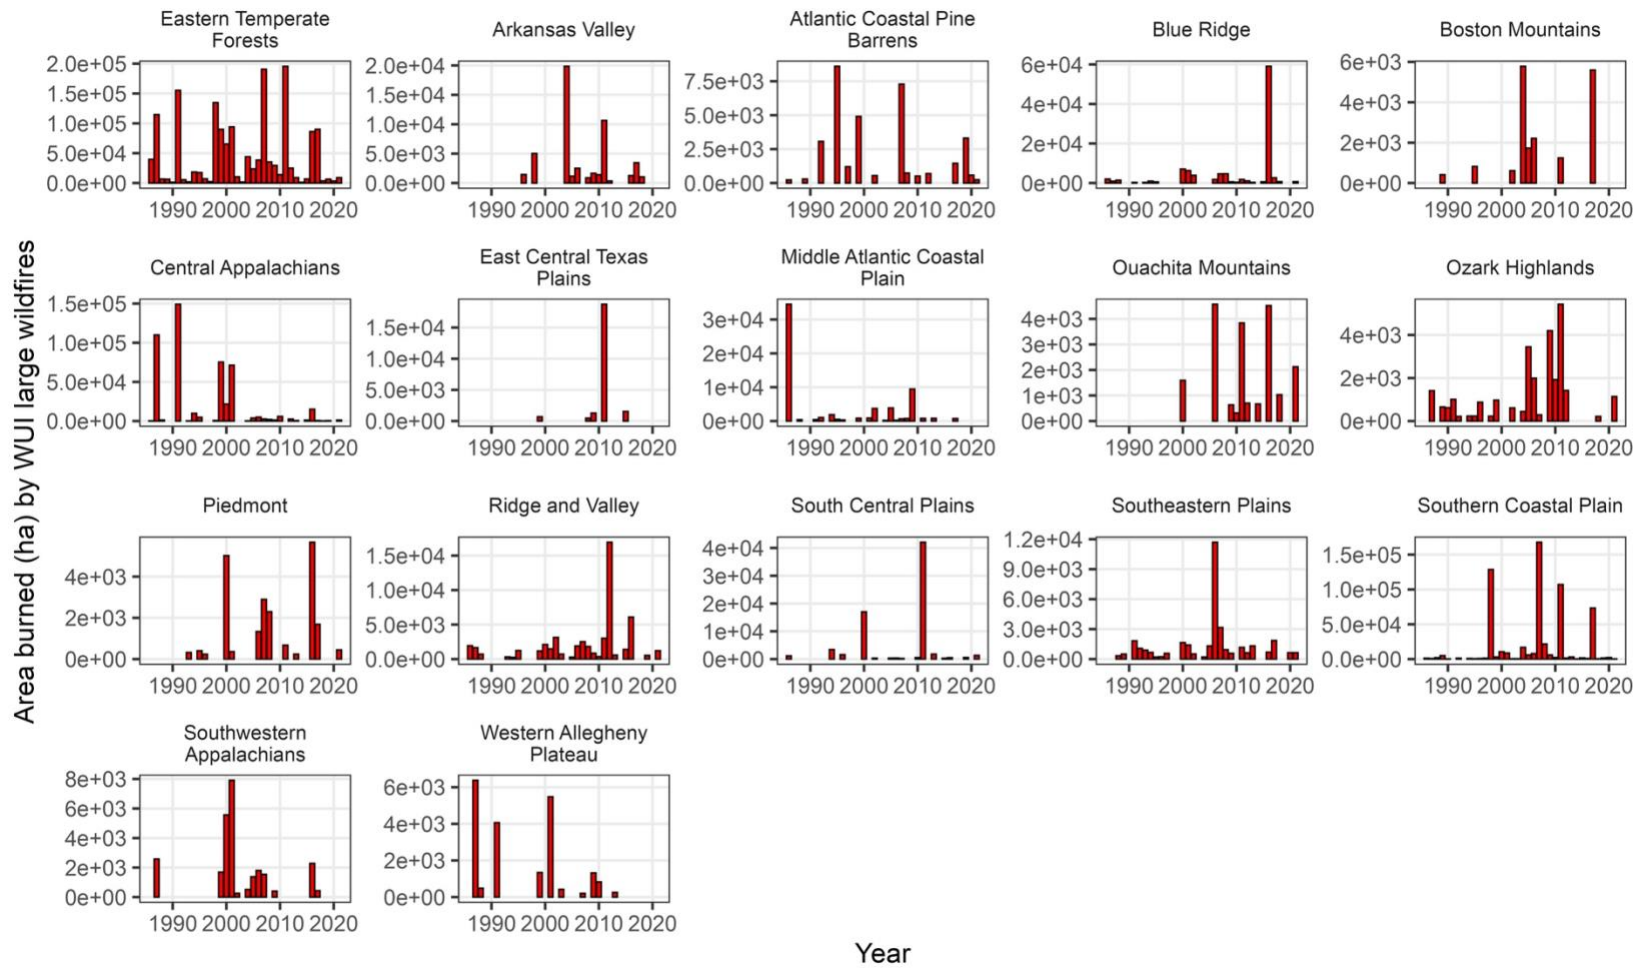 Eastern Temperate
Forests
Arkansas Valley
Atlantic Coastal Pine
Barrens
Blue Ridge
Boston Mountains
2.0e+05
1.5e+05
1.0e+05
5.0e+04
0.0e+00
1990 2000 2010 2020
2.0e+04
1.5e+04
1.0e+04
5.0e+03
0.0e+00
1990 2000 2010 2020
7.5e+03
5.0e+03
2.5e+03
0.0e+00
1990 2000 2010 2020
6e+04
4e+04
2e+04
0e+00
1990 2000 2010 2020
6e+03
4e+03
2e+03
0e+00
1990 2000 2010 2020
Area burned (ha) by WUI large wildfires
Central Appalachians
East Central Texas
Plains
Middle Atlantic Coastal
Plain
Ouachita Mountains
Ozark Highlands
1.5e+05
1.0e+05
5.0e+04
0.0e+00
1990 2000 2010 2020
1.5e+04
1.0e+04
5.0e+03
0.0e+00
1990 2000 2010 2020
3e+04
2e+04
1e+04
0e+00
1990 2000 2010 2020
4e+03
3e+03
2e+03
1e+03
0e+00
1990 2000 2010 2020
4e+03
2e+03
0e+00
1990 2000 2010 2020
Piedmont
Ridge and Valley
South Central Plains
Southeastern Plains
Southern Coastal Plain
4e+03
2e+03
0e+00
1990 2000 2010 2020
1.5e+04
1.0e+04
5.0e+03
0.0e+00
1990 2000 2010 2020
4e+04
3e+04
2e+04
1e+04
0e+00
1990 2000 2010 2020
1.2e+04
9.0e+03
6.0e+03
3.0e+03
0.0e+00
1990 2000 2010 2020
1.5e+05
1.0e+05
5.0e+04
0.0e+00
1990 2000 2010 2020
Southwestern
Appalachians
Western Allegheny
Plateau
8e+03
6e+03
4e+03
2e+03
0e+00
1990 2000 2010 2020
6e+03
4e+03
2e+03
0e+00
1990 2000 2010 2020
Year